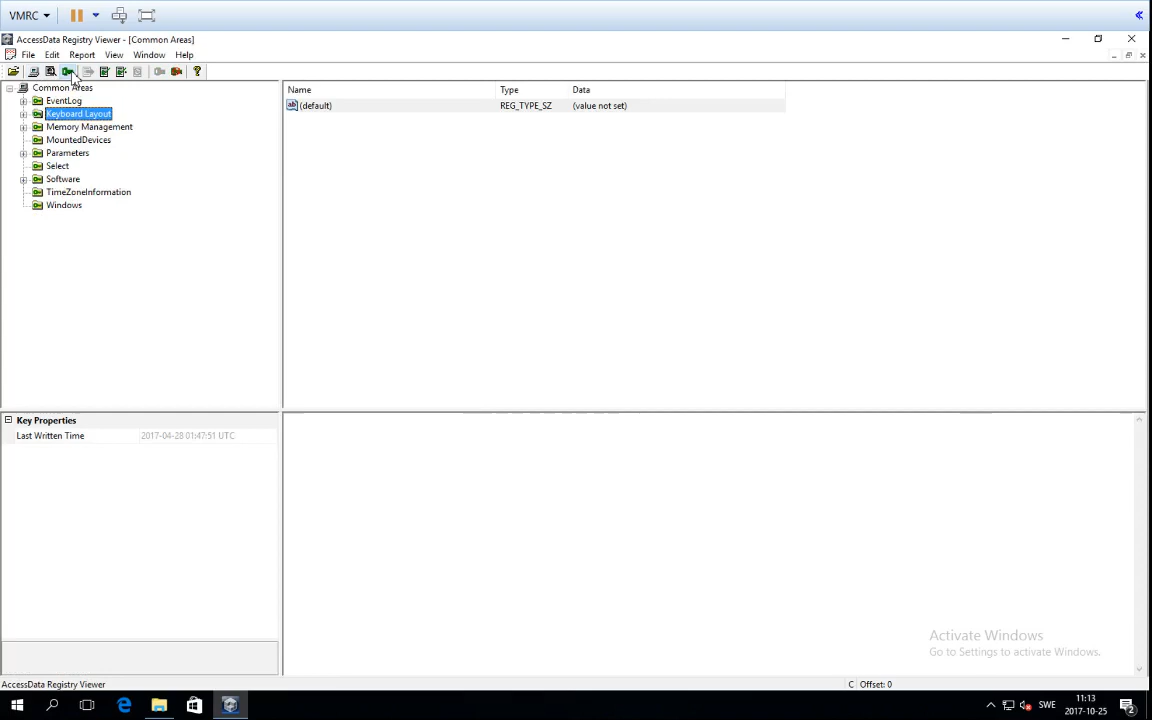 VMRC
AccessData Registry Viewer - [Common Areas]
File Edit Report View Window Help
Common Areas
EventLog
Keyboard Layout
Memory Management
MountedDevices
Parameters
Select
Software
TimeZoneInformation
Windows
Name Type Data
(default) REG_TYPE_SZ (value not set)
Key Properties
Last Written Time 2017-04-28 01:47:51 UTC
Activate Windows
Go to Settings to activate Windows.
AccessData Registry Viewer C Offset: 0
SWE
11:13
2017-10-25
2